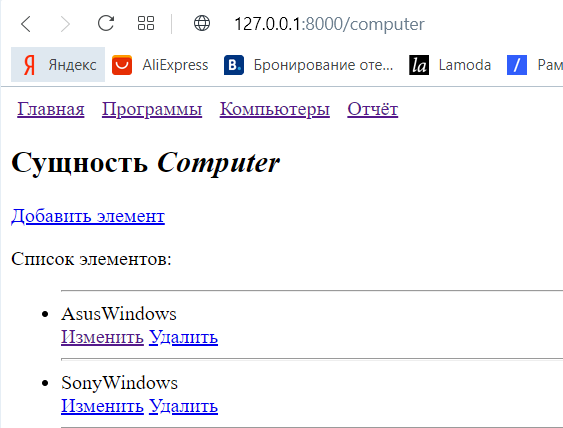 127.0.0.1:8000/computer
Я Яндекс AliExpress B. Бронирование оте... la Lamoda / Рам
Главная Программы Компьютеры Отчёт
Сущность Computer
Добавить элемент
Список элементов:
AsusWindows
Изменить Удалить
SonyWindows
Изменить Удалить